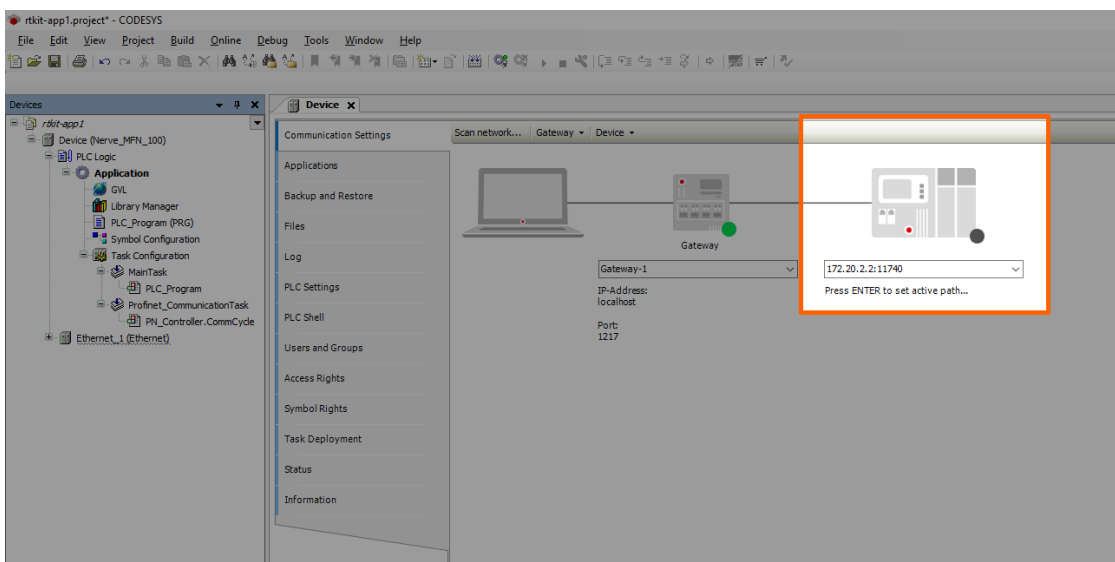 rtkit-app1.project* - CODESYS
File Edit View Project Build Online Debug Tools Window Help
Devices
rtkit-app1
Device (Nerve_MFN_100)
PLC Logic
Application
GVL
Library Manager
PLC_Program (PRG)
Symbol Configuration
Task Configuration
MainTask
PLC_Program
Profinet_CommunicationTask
PN_Controller.CommCycle
Ethernet_1 (Ethernet)
Device
Communication Settings
Applications
Backup and Restore
Files
Log
PLC Settings
PLC Shell
Users and Groups
Access Rights
Symbol Rights
Task Deployment
Status
Information
Scan network... Gateway Device
Gateway
Gateway-1
IP-Address:
localhost
Port:
1217
172.20.2.2:11740
Press ENTER to set active path...